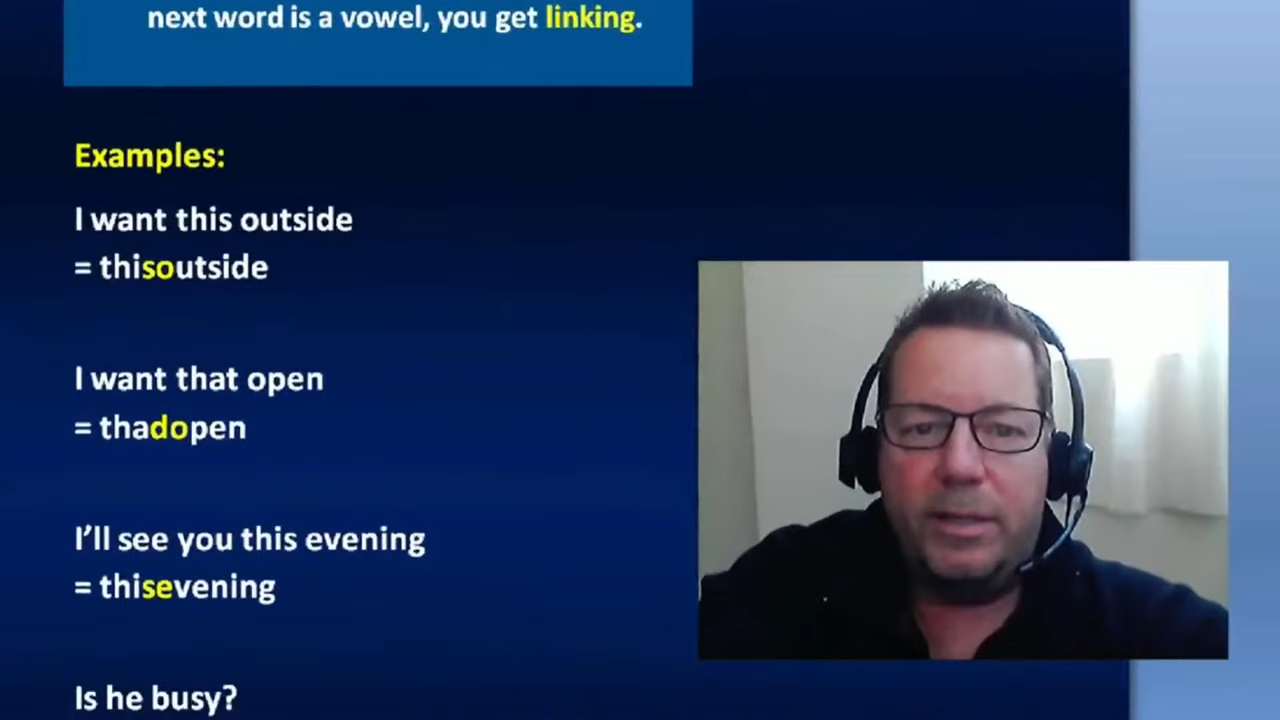 next word is a vowel, you get linking.
Examples:
I want this outside
= thisoutside
I want that open
= thadopen
I’ll see you this evening
= thisevening
Is he busy?